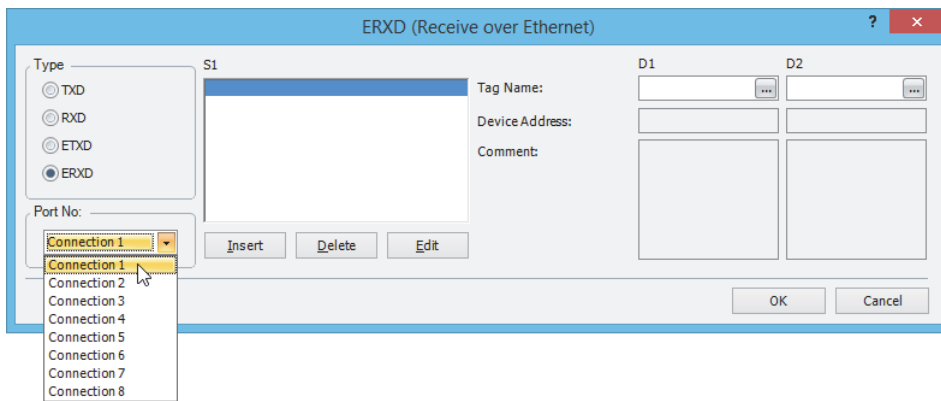 ERXD (Receive over Ethernet)
?
Type
TXD
RXD
ETXD
ERXD
Port No:
Connection 1
Connection 1
Connection 2
Connection 3
Connection 4
Connection 5
Connection 6
Connection 7
Connection 8
S1
Insert Delete Edit
D1 D2
Tag Name: ... ...
Device Address:
Comment:
OK Cancel